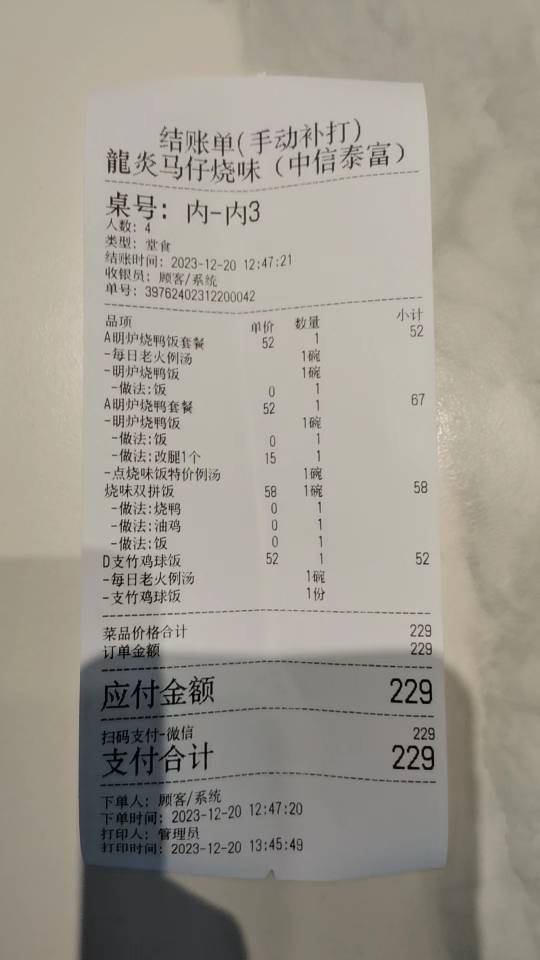 结账单(手动补打)
龍炎马仔烧味（中信泰富）
桌号: 内-内3
人数: 4
类型: 堂食
结账时间: 2023-12-20 12:47:21
收银员: 顾客/系统
单号: 39762402312200042
品项 单价 数量 小计
A明炉烧鸭饭套餐 52 1 52
-每日老火例汤 1碗
-明炉烧鸭饭 1碗
-做法:饭 0 1
A明炉烧鸭套餐 52 1 67
-明炉烧鸭饭 1碗
-做法:饭 0 1
-做法:改腿1个 15 1
-点烧味饭特价例汤 1碗
烧味双拼饭 58 1碗 58
-做法:烧鸭 0 1
-做法:油鸡 0 1
-做法:饭 0 1
D支竹鸡球饭 52 1 52
-每日老火例汤 1碗
-支竹鸡球饭 1份
菜品价格合计 229
订单金额 229
应付金额 229
扫码支付-微信 229
支付合计 229
下单人: 顾客/系统
下单时间: 2023-12-20 12:47:20
打印人: 管理员
打印时间: 2023-12-20 13:45:49